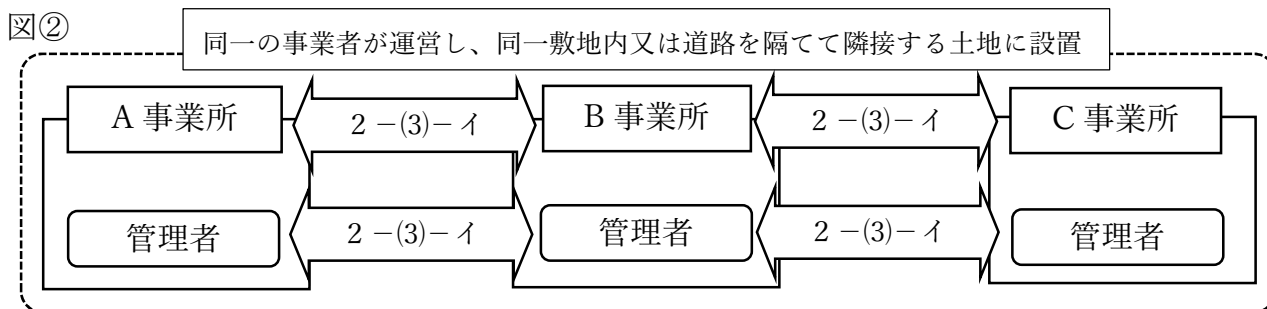 図②
同一の事業者が運営し、同一敷地内又は道路を隔てて隣接する土地に設置
A 事業所
2 −(3)− イ
B 事業所
2 −(3)− イ
C 事業所
管理者
2 −(3)− イ
管理者
2 −(3)− イ
管理者